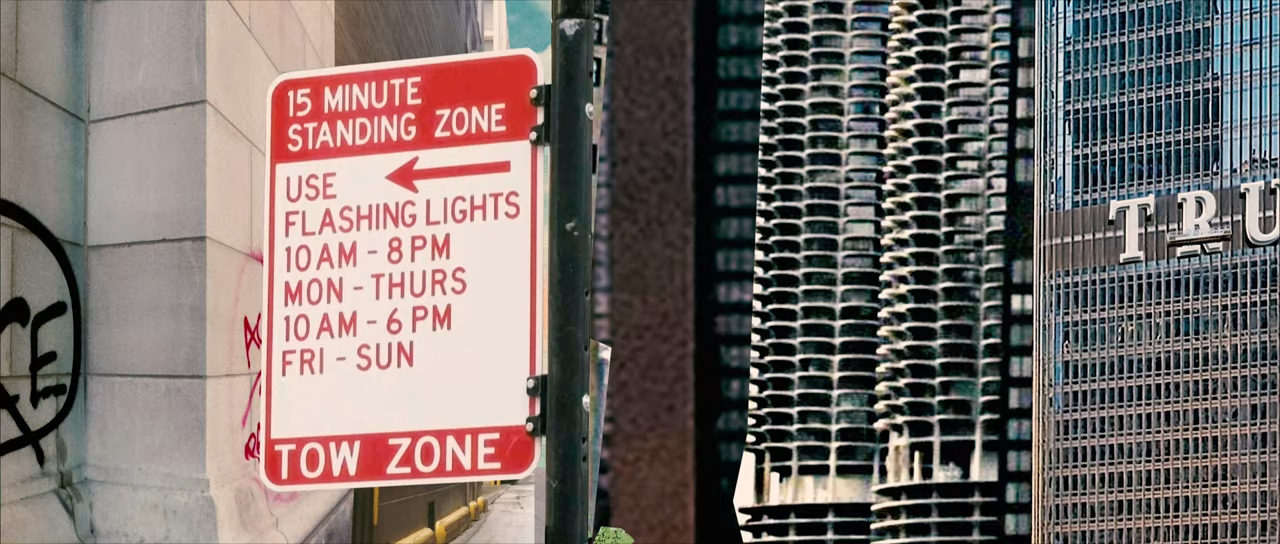 15 MINUTE
STANDING ZONE
USE
FLASHING LIGHTS
10 AM - 8 PM
MON - THURS
10 AM - 6 PM
FRI - SUN
TOW ZONE
TRU